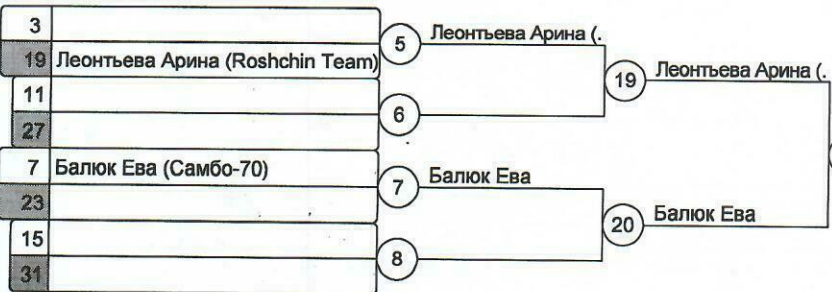 3
19 Леонтьева Арина (Roshchin Team)
5
Леонтьева Арина (.
11
27
6
19
Леонтьева Арина (.
7 Балюк Ева (Самбо-70)
23
7
Балюк Ева
15
31
8
20
Балюк Ева